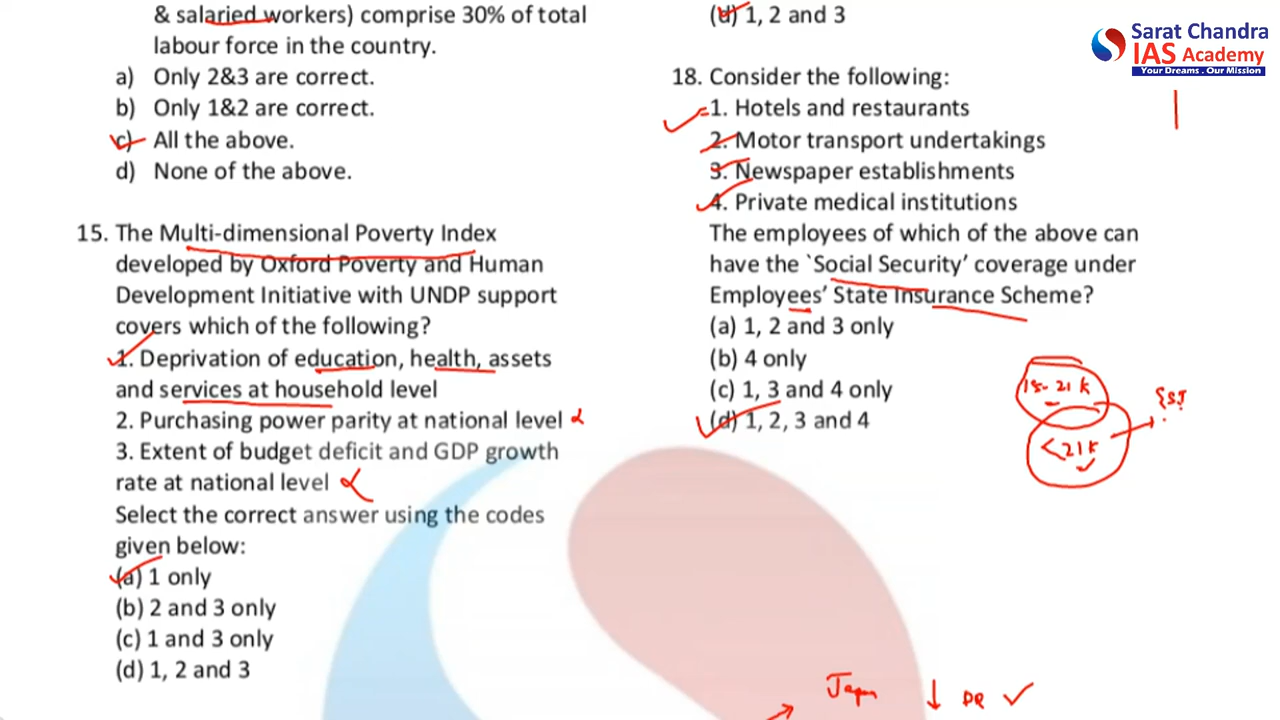 & salaried workers) comprise 30% of total
labour force in the country.
a) Only 2&3 are correct.
b) Only 1&2 are correct.
c) All the above.
d) None of the above.
15. The Multi-dimensional Poverty Index
developed by Oxford Poverty and Human
Development Initiative with UNDP support
covers which of the following?
1. Deprivation of education, health, assets
and services at household level
2. Purchasing power parity at national level
3. Extent of budget deficit and GDP growth
rate at national level
Select the correct answer using the codes
given below:
(a) 1 only
(b) 2 and 3 only
(c) 1 and 3 only
(d) 1, 2 and 3
(d) 1, 2 and 3
18. Consider the following:
1. Hotels and restaurants
2. Motor transport undertakings
3. Newspaper establishments
4. Private medical institutions
The employees of which of the above can
have the `Social Security' coverage under
Employees' State Insurance Scheme?
(a) 1, 2 and 3 only
(b) 4 only
(c) 1, 3 and 4 only
(d) 1, 2, 3 and 4
21 k
<21k
Japan
Sarat Chandra
IAS Academy
Your Dreams . Our Mission